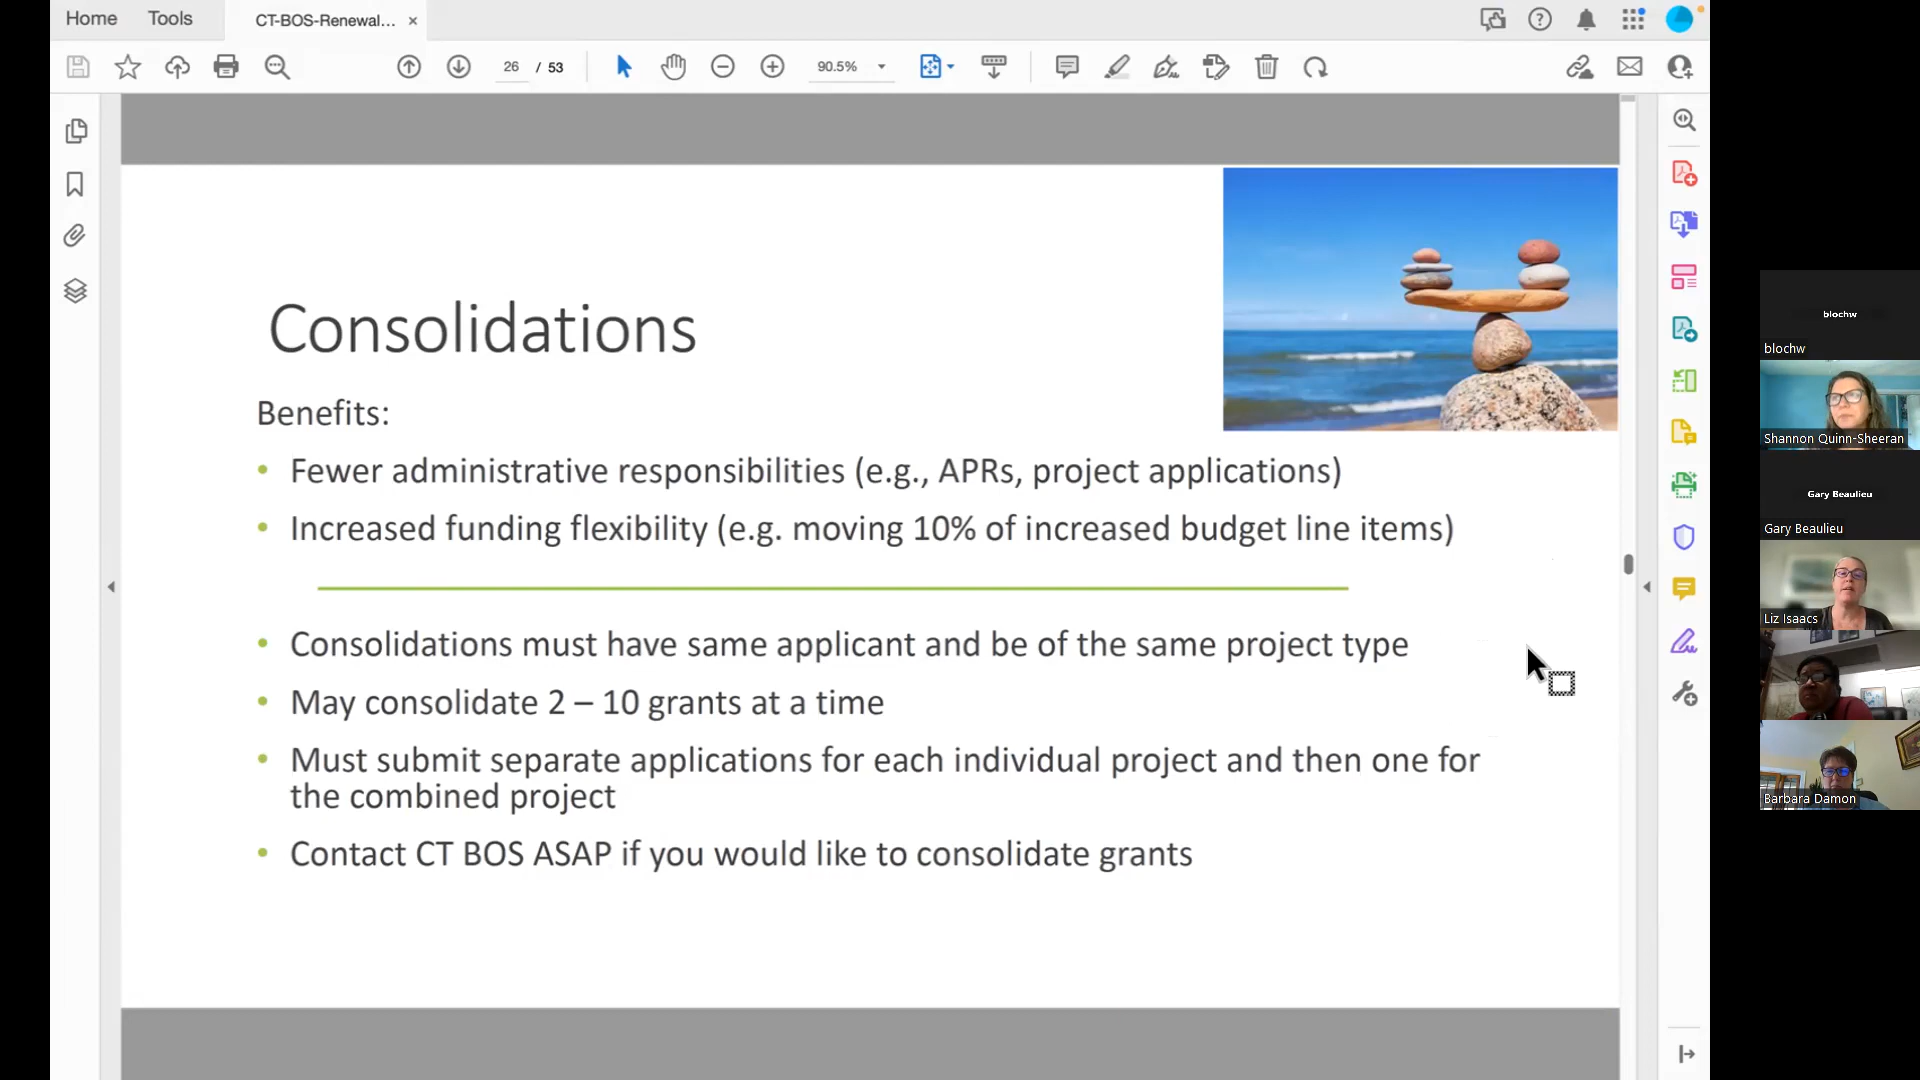 Home Tools CT-BOS-Renewal... ×
26 / 53 90.5%
Consolidations
Benefits:
• Fewer administrative responsibilities (e.g., APRs, project applications)
• Increased funding flexibility (e.g. moving 10% of increased budget line items)
• Consolidations must have same applicant and be of the same project type
• May consolidate 2 – 10 grants at a time
• Must submit separate applications for each individual project and then one for
the combined project
• Contact CT BOS ASAP if you would like to consolidate grants
blochw
blochw
Shannon Quinn-Sheeran
Gary Beaulieu
Gary Beaulieu
Liz Isaacs
Barbara Damon